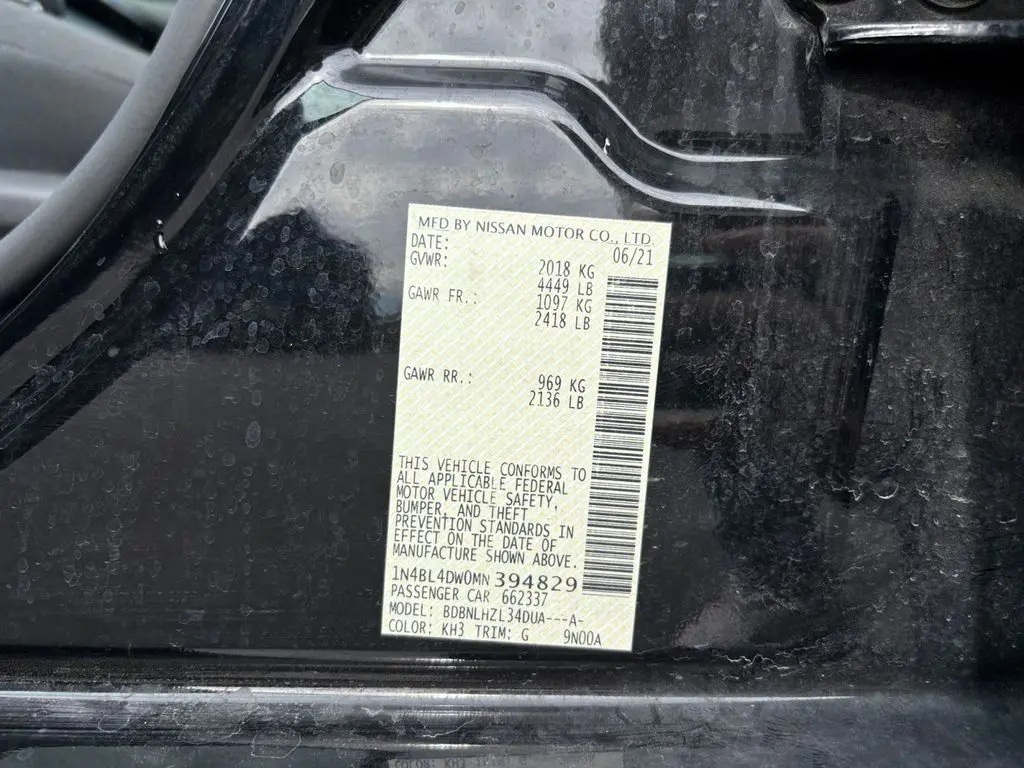 MFD BY NISSAN MOTOR CO., LTD.
DATE: 06/21
GVWR: 2018 KG
4449 LB
GAWR FR.: 1097 KG
2418 LB
GAWR RR.: 969 KG
2136 LB
THIS VEHICLE CONFORMS TO
ALL APPLICABLE FEDERAL
MOTOR VEHICLE SAFETY,
BUMPER, AND THEFT
PREVENTION STANDARDS IN
EFFECT ON THE DATE OF
MANUFACTURE SHOWN ABOVE.
1N4BL4DW0MN394829
PASSENGER CAR 662337
MODEL: BDBNLHZL34DUA---A-
COLOR: KH3 TRIM: G 9N00A